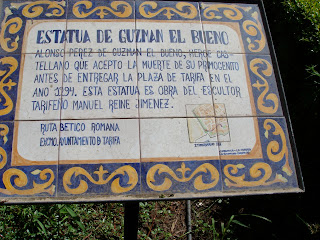 ESTATUA DE GUZMAN EL BUENO
ALONSO PEREZ DE GUZMAN EL BUENO, HEROE CAS-
TELLANO QUE ACEPTO LA MUERTE DE SU PRIMOGENITO
ANTES DE ENTREGAR LA PLAZA DE TARIFA EN EL
AÑO 1294. ESTA ESTATUA ES OBRA DEL ESCULTOR
TARIFEÑO MANUEL REINE JIMENEZ.
RUTA BETICO ROMANA
EXCMO. AYUNTAMIENTO DE TARIFA